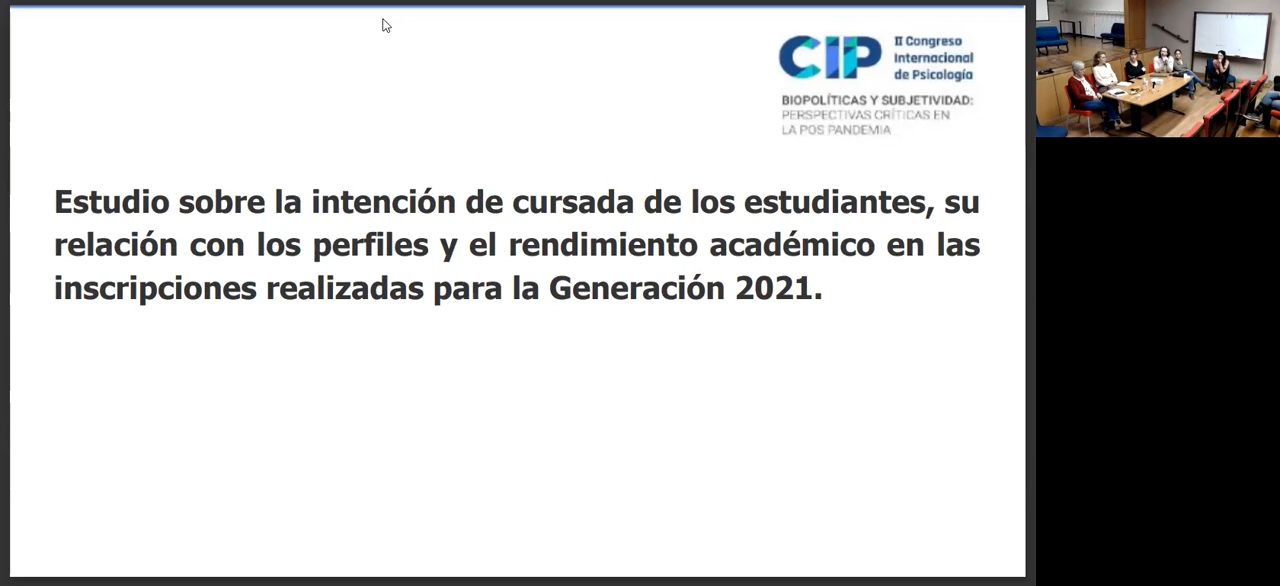 CIP
II Congreso
Internacional
de Psicología
BIOPOLÍTICAS Y SUBJETIVIDAD:
PERSPECTIVAS CRÍTICAS EN
LA POS PANDEMIA
Estudio sobre la intención de cursada de los estudiantes, su
relación con los perfiles y el rendimiento académico en las
inscripciones realizadas para la Generación 2021.